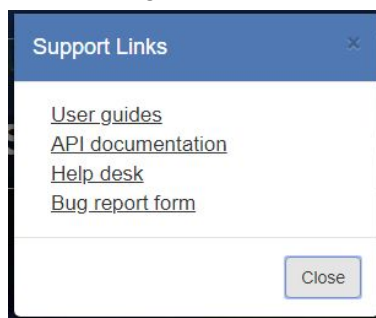 Support Links ×
User guides
API documentation
Help desk
Bug report form
Close